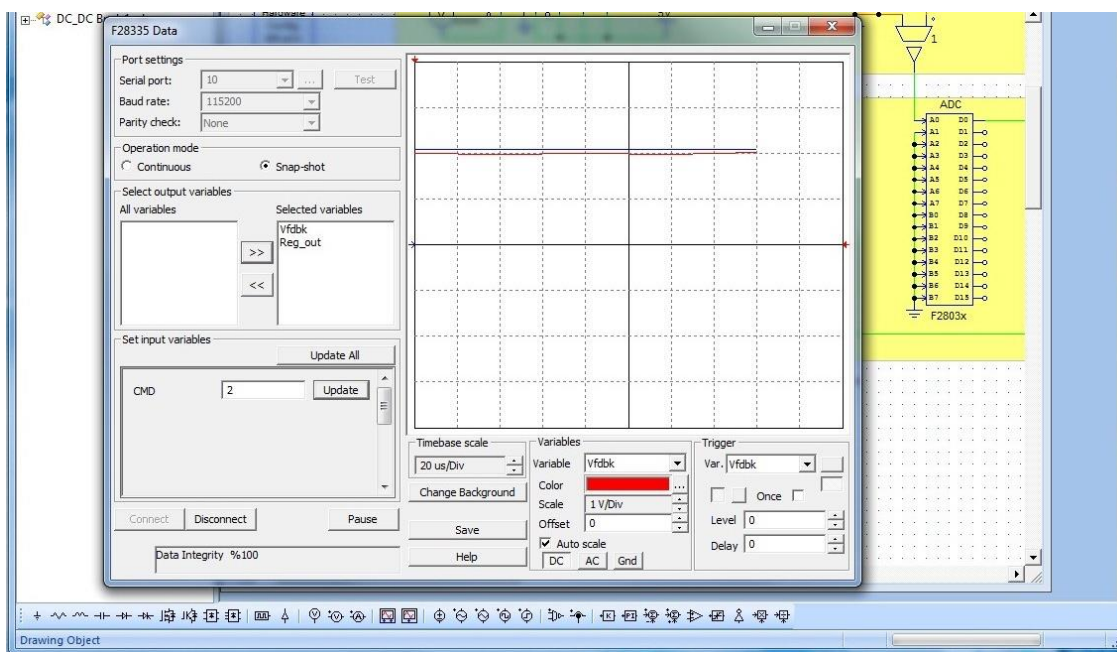 DC_DC B
F28335 Data
Port settings
Serial port: 10 ... Test
Baud rate: 115200
Parity check: None
Operation mode
Continuous Snap-shot
Select output variables
All variables Selected variables
Vfdbk
Reg_out
>>
<<
Set input variables
Update All
CMD 2 Update
Connect Disconnect Pause
Data Integrity %100
Timebase scale
20 us/Div
Change Background
Save
Help
Variables
Variable Vfdbk
Color ...
Scale 1 V/Div
Offset 0
Auto scale
DC AC Gnd
Trigger
Var. Vfdbk
Once
Level 0
Delay 0
1
ADC
A0 D0
A1 D1
A2 D2
A3 D3
A4 D4
A5 D5
A6 D6
A7 D7
B0 D8
B1 D9
B2 D10
B3 D11
B4 D12
B5 D13
B6 D14
B7 D15
F2803x
K PI
Drawing Object